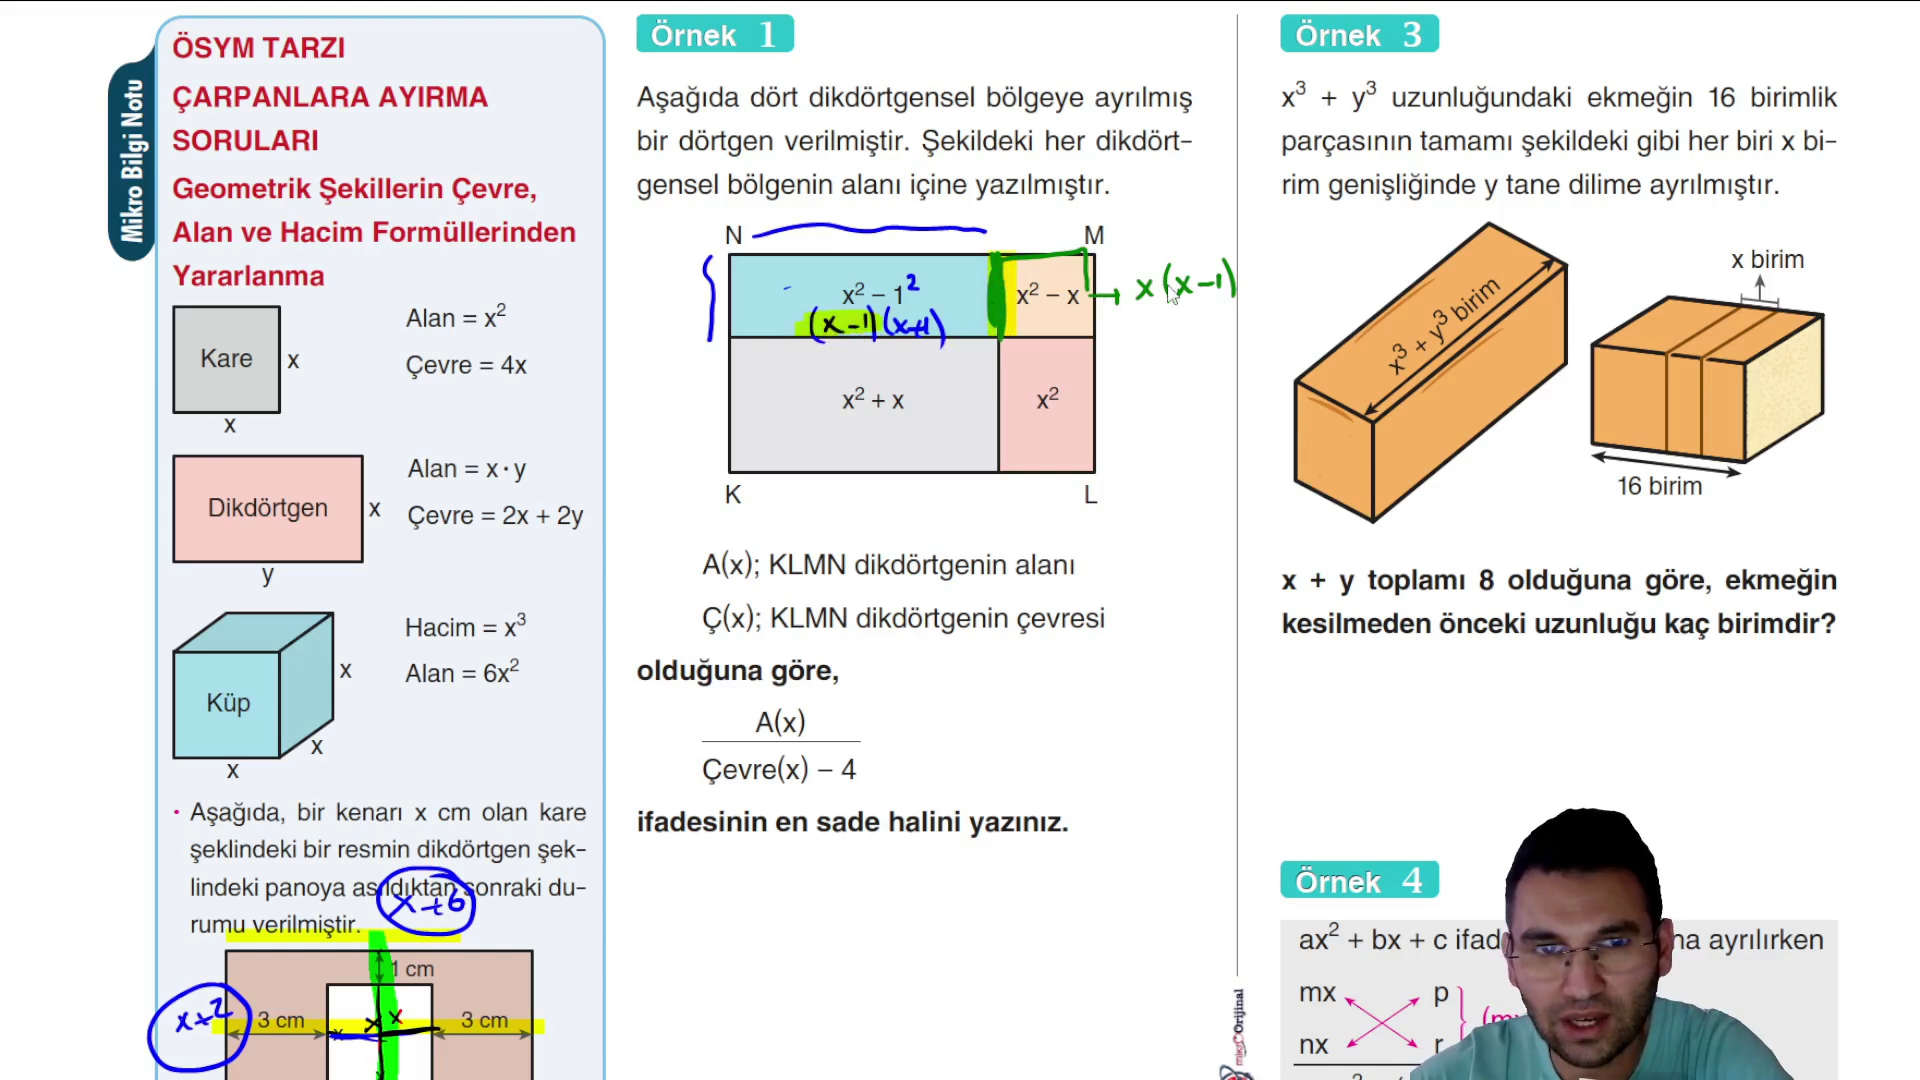 Mikro Bilgi Notu
ÖSYM TARZI
ÇARPANLARA AYIRMA
SORULARI
Geometrik Şekillerin Çevre,
Alan ve Hacim Formüllerinden
Yararlanma
Kare
x
x
Alan = x²
Çevre = 4x
Dikdörtgen
x
y
Alan = x · y
Çevre = 2x + 2y
Küp
x
x
x
Hacim = x³
Alan = 6x²
• Aşağıda, bir kenarı x cm olan kare
şeklindeki bir resmin dikdörtgen şek-
lindeki panoya asıldıktan sonraki du-
rumu verilmiştir.
x+6
1 cm
x+2
3 cm
x
x
x
3 cm
Örnek 1
Aşağıda dört dikdörtgensel bölgeye ayrılmış
bir dörtgen verilmiştir. Şekildeki her dikdört-
gensel bölgenin alanı içine yazılmıştır.
N
M
x² – 1²
(x–1)(x+1)
x² – x
x(x–1)
x² + x
x²
K
L
A(x); KLMN dikdörtgenin alanı
Ç(x); KLMN dikdörtgenin çevresi
olduğuna göre,
A(x)
Çevre(x) – 4
ifadesinin en sade halini yazınız.
Örnek 3
x³ + y³ uzunluğundaki ekmeğin 16 birimlik
parçasının tamamı şekildeki gibi her biri x bi-
rim genişliğinde y tane dilime ayrılmıştır.
x birim
x³ + y³ birim
16 birim
x + y toplamı 8 olduğuna göre, ekmeğin
kesilmeden önceki uzunluğu kaç birimdir?
Örnek 4
ax² + bx + c
ayrılırken
mx
p
nx
r
mikro Orijinal